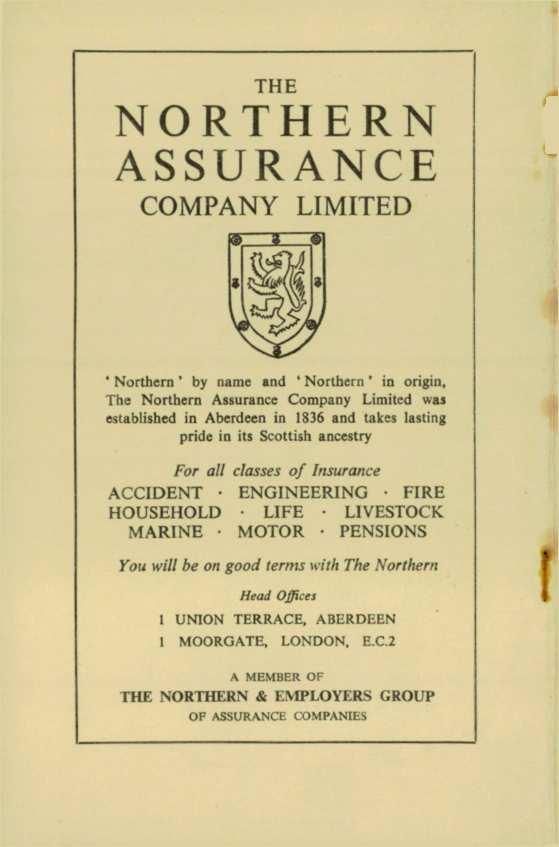 THE
NORTHERN
ASSURANCE
COMPANY LIMITED
‘Northern’ by name and ‘Northern’ in origin,
The Northern Assurance Company Limited was
established in Aberdeen in 1836 and takes lasting
pride in its Scottish ancestry
For all classes of Insurance
ACCIDENT · ENGINEERING · FIRE
HOUSEHOLD · LIFE · LIVESTOCK
MARINE · MOTOR · PENSIONS
You will be on good terms with The Northern
Head Offices
1 UNION TERRACE, ABERDEEN
1 MOORGATE, LONDON, E.C.2
A MEMBER OF
THE NORTHERN & EMPLOYERS GROUP
OF ASSURANCE COMPANIES